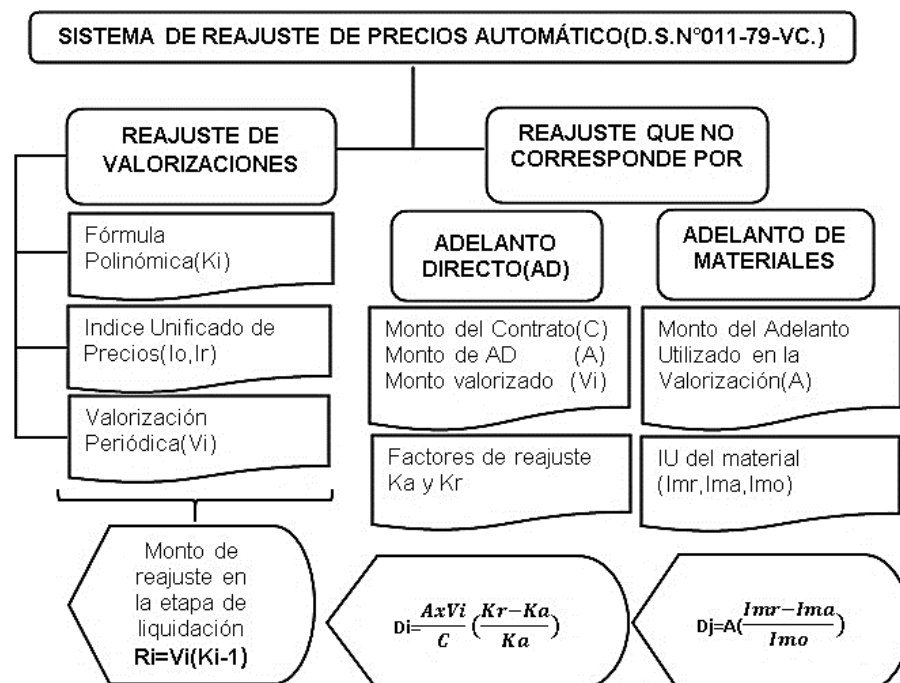 SISTEMA DE REAJUSTE DE PRECIOS AUTOMÁTICO(D.S.N°011-79-VC.)
REAJUSTE DE
VALORIZACIONES
Fórmula
Polinómica(Ki)
Indice Unificado de
Precios(Io,Ir)
Valorización
Periódica(Vi)
Monto de
reajuste en
la etapa de
liquidación
Ri=Vi(Ki-1)
REAJUSTE QUE NO
CORRESPONDE POR
ADELANTO
DIRECTO(AD)
Monto del Contrato(C)
Monto de AD (A)
Monto valorizado (Vi)
Factores de reajuste
Ka y Kr
Di=AxVi/C (Kr-Ka/Ka)
ADELANTO DE
MATERIALES
Monto del Adelanto
Utilizado en la
Valorización(A)
IU del material
(Imr,Ima,Imo)
Dj=A(Imr-Ima/Imo)